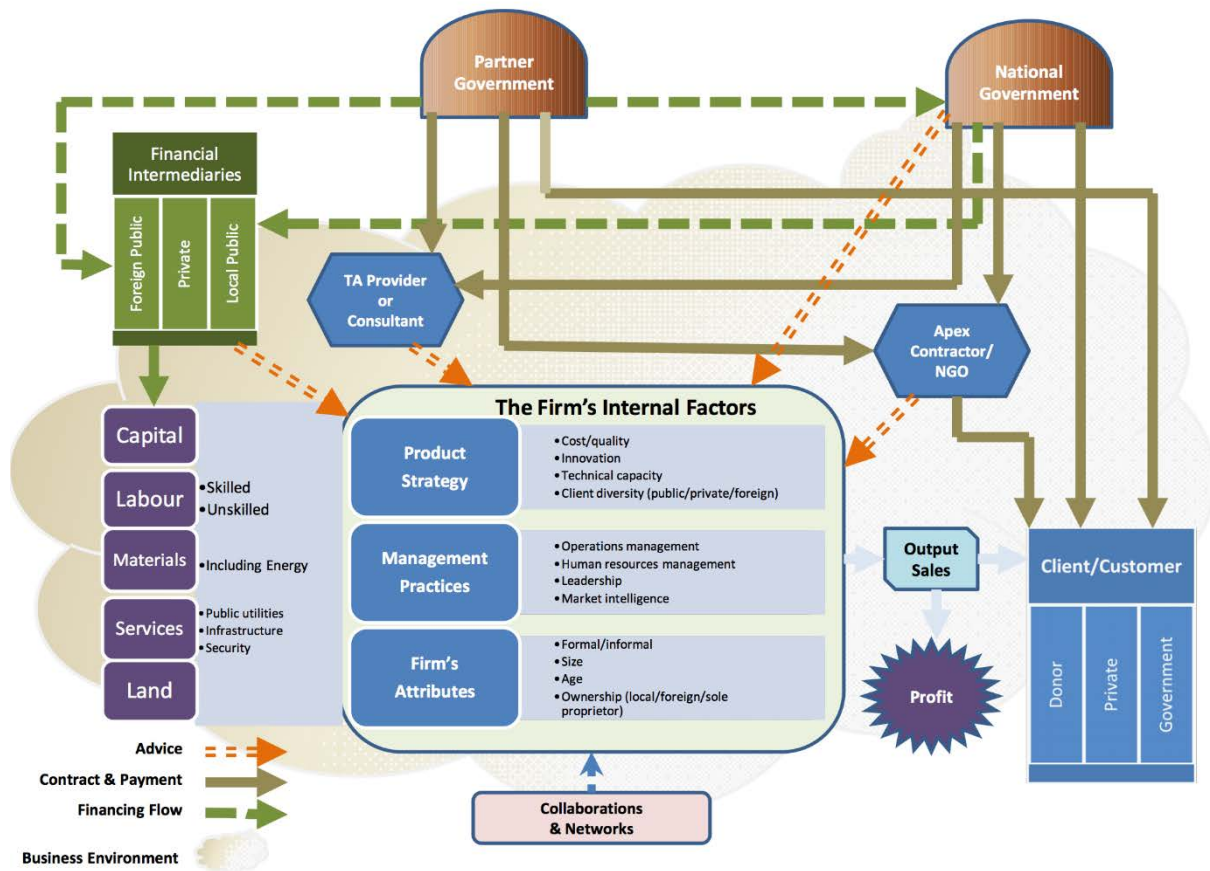 Partner
Government
National
Government
Financial
Intermediaries
Foreign Public
Private
Local Public
TA Provider
or
Consultant
Apex
Contractor/
NGO
Capital
Labour
•Skilled
•Unskilled
Materials
•Including Energy
Services
•Public utilities
•Infrastructure
•Security
Land
The Firm's Internal Factors
Product
Strategy
•Cost/quality
•Innovation
•Technical capacity
•Client diversity (public/private/foreign)
Management
Practices
•Operations management
•Human resources management
•Leadership
•Market intelligence
Firm's
Attributes
•Formal/informal
•Size
•Age
•Ownership (local/foreign/sole
proprietor)
Output
Sales
Profit
Client/Customer
Donor
Private
Government
Collaborations
& Networks
Advice
Contract & Payment
Financing Flow
Business Environment